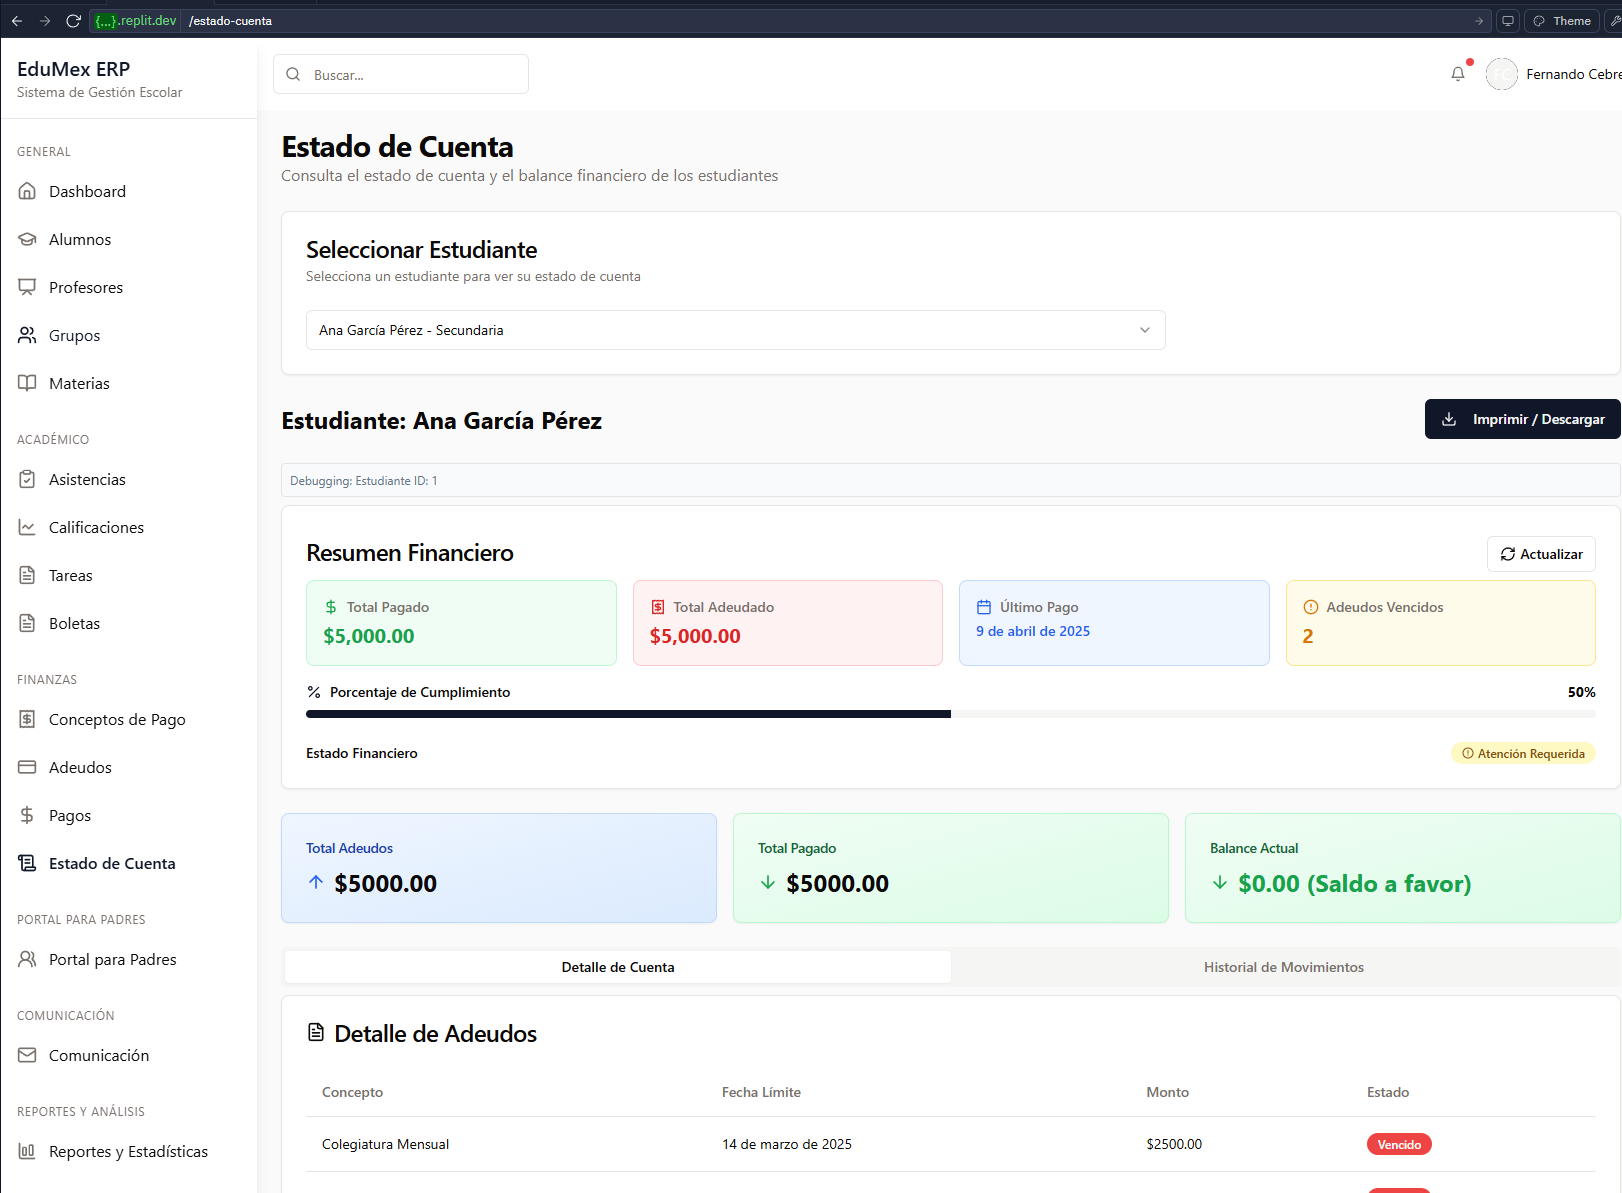 {...}.replit.dev /estado-cuenta
Theme
EduMex ERP
Sistema de Gestión Escolar
Buscar...
FC
Fernando Cebre
GENERAL
Dashboard
Alumnos
Profesores
Grupos
Materias
ACADÉMICO
Asistencias
Calificaciones
Tareas
Boletas
FINANZAS
Conceptos de Pago
Adeudos
Pagos
Estado de Cuenta
PORTAL PARA PADRES
Portal para Padres
COMUNICACIÓN
Comunicación
REPORTES Y ANÁLISIS
Reportes y Estadísticas
Estado de Cuenta
Consulta el estado de cuenta y el balance financiero de los estudiantes
Seleccionar Estudiante
Selecciona un estudiante para ver su estado de cuenta
Ana García Pérez - Secundaria
Estudiante: Ana García Pérez
Imprimir / Descargar
Debugging: Estudiante ID: 1
Resumen Financiero
Actualizar
Total Pagado
$5,000.00
Total Adeudado
$5,000.00
Último Pago
9 de abril de 2025
Adeudos Vencidos
2
Porcentaje de Cumplimiento
50%
Estado Financiero
Atención Requerida
Total Adeudos
$5000.00
Total Pagado
$5000.00
Balance Actual
$0.00 (Saldo a favor)
Detalle de Cuenta
Historial de Movimientos
Detalle de Adeudos
Concepto Fecha Límite Monto Estado
Colegiatura Mensual 14 de marzo de 2025 $2500.00 Vencido